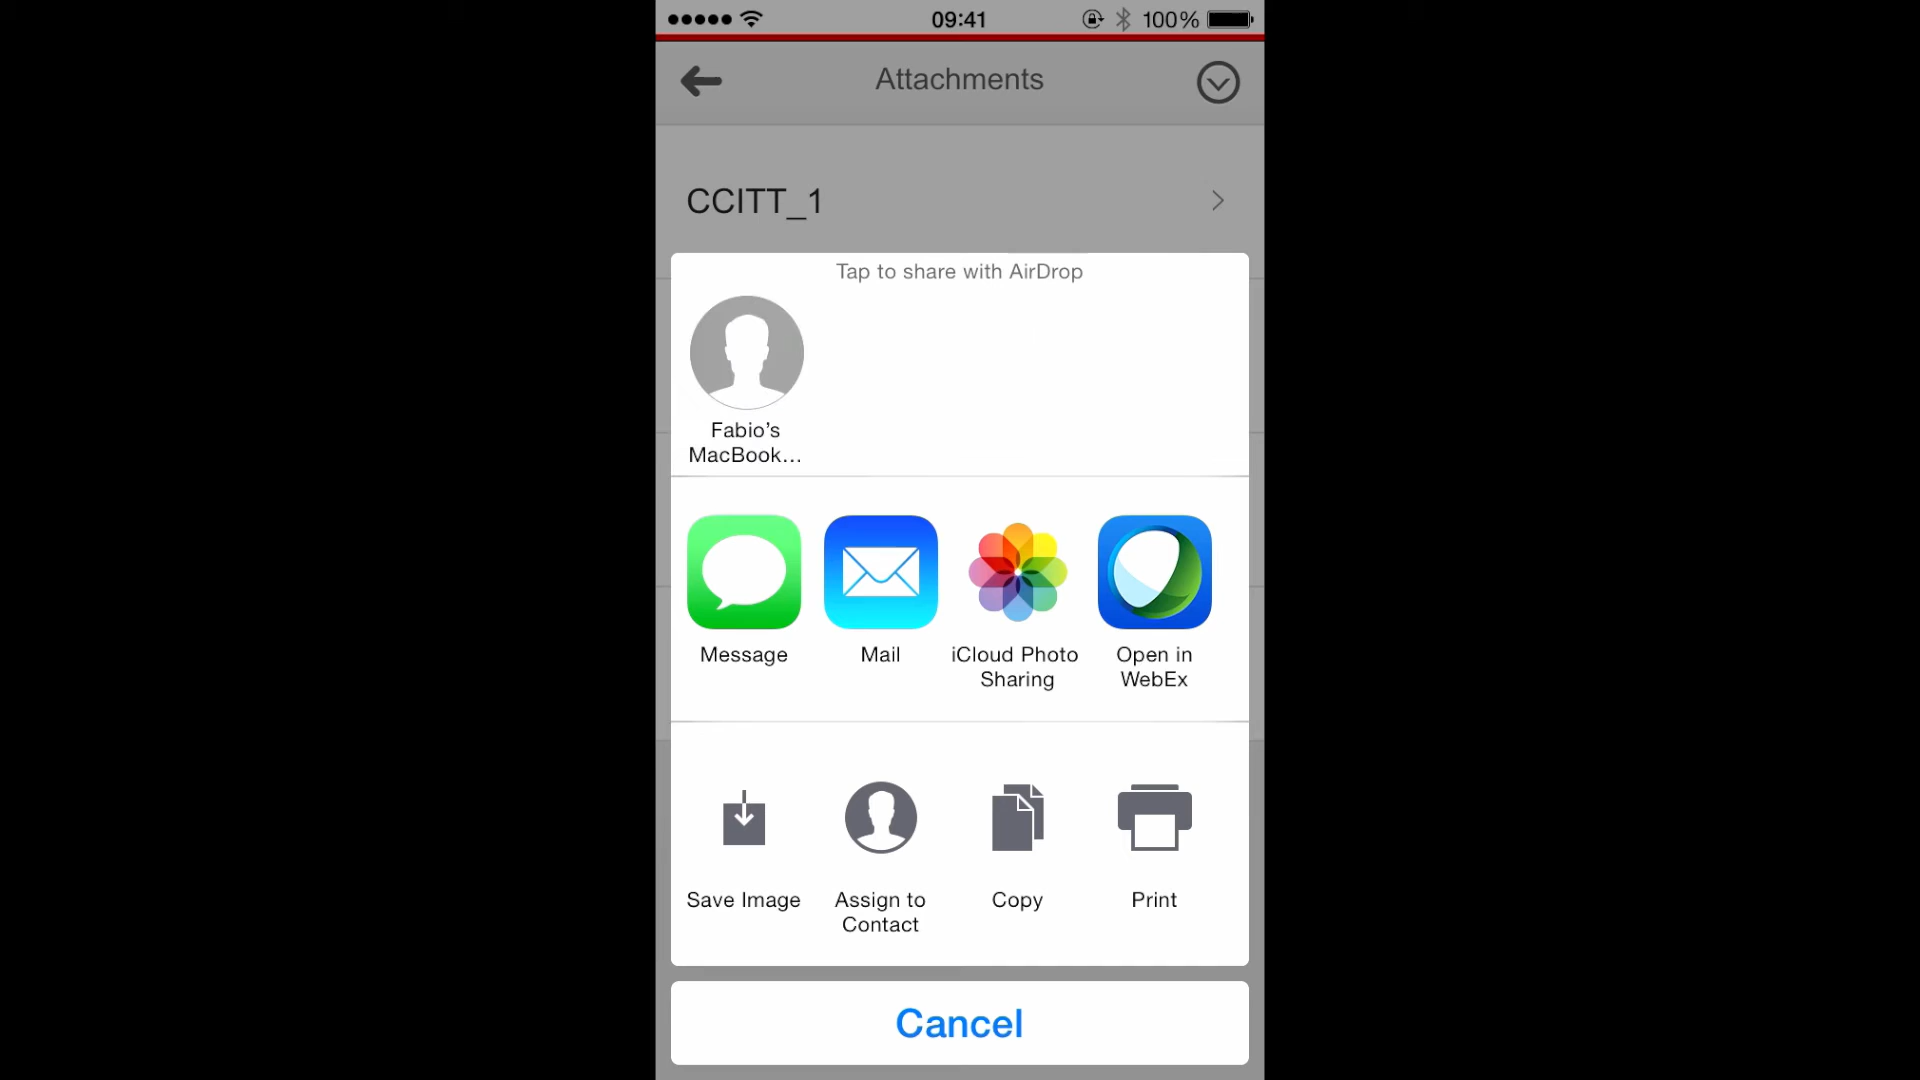 09:41
100%
Attachments
CCITT_1
Tap to share with AirDrop
Fabio’s
MacBook...
Message
Mail
iCloud Photo
Sharing
Open in
WebEx
Save Image
Assign to
Contact
Copy
Print
Cancel